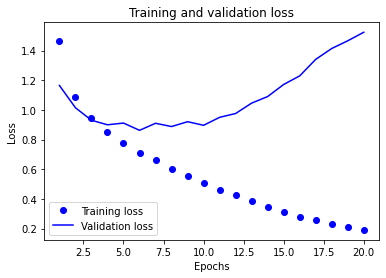 Training and validation loss
Loss
1.4
1.2
1.0
0.8
0.6
0.4
0.2
Training loss
Validation loss
2.5 5.0 7.5 10.0 12.5 15.0 17.5 20.0
Epochs